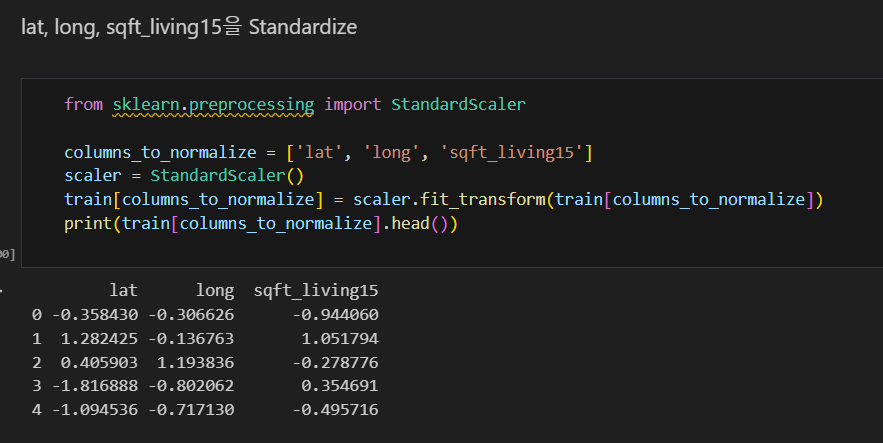 lat, long, sqft_living15을 Standardize
from sklearn.preprocessing import StandardScaler
columns_to_normalize = ['lat', 'long', 'sqft_living15']
scaler = StandardScaler()
train[columns_to_normalize] = scaler.fit_transform(train[columns_to_normalize])
print(train[columns_to_normalize].head())
0]
lat long sqft_living15
0 -0.358430 -0.306626 -0.944060
1 1.282425 -0.136763 1.051794
2 0.405903 1.193836 -0.278776
3 -1.816888 -0.802062 0.354691
4 -1.094536 -0.717130 -0.495716